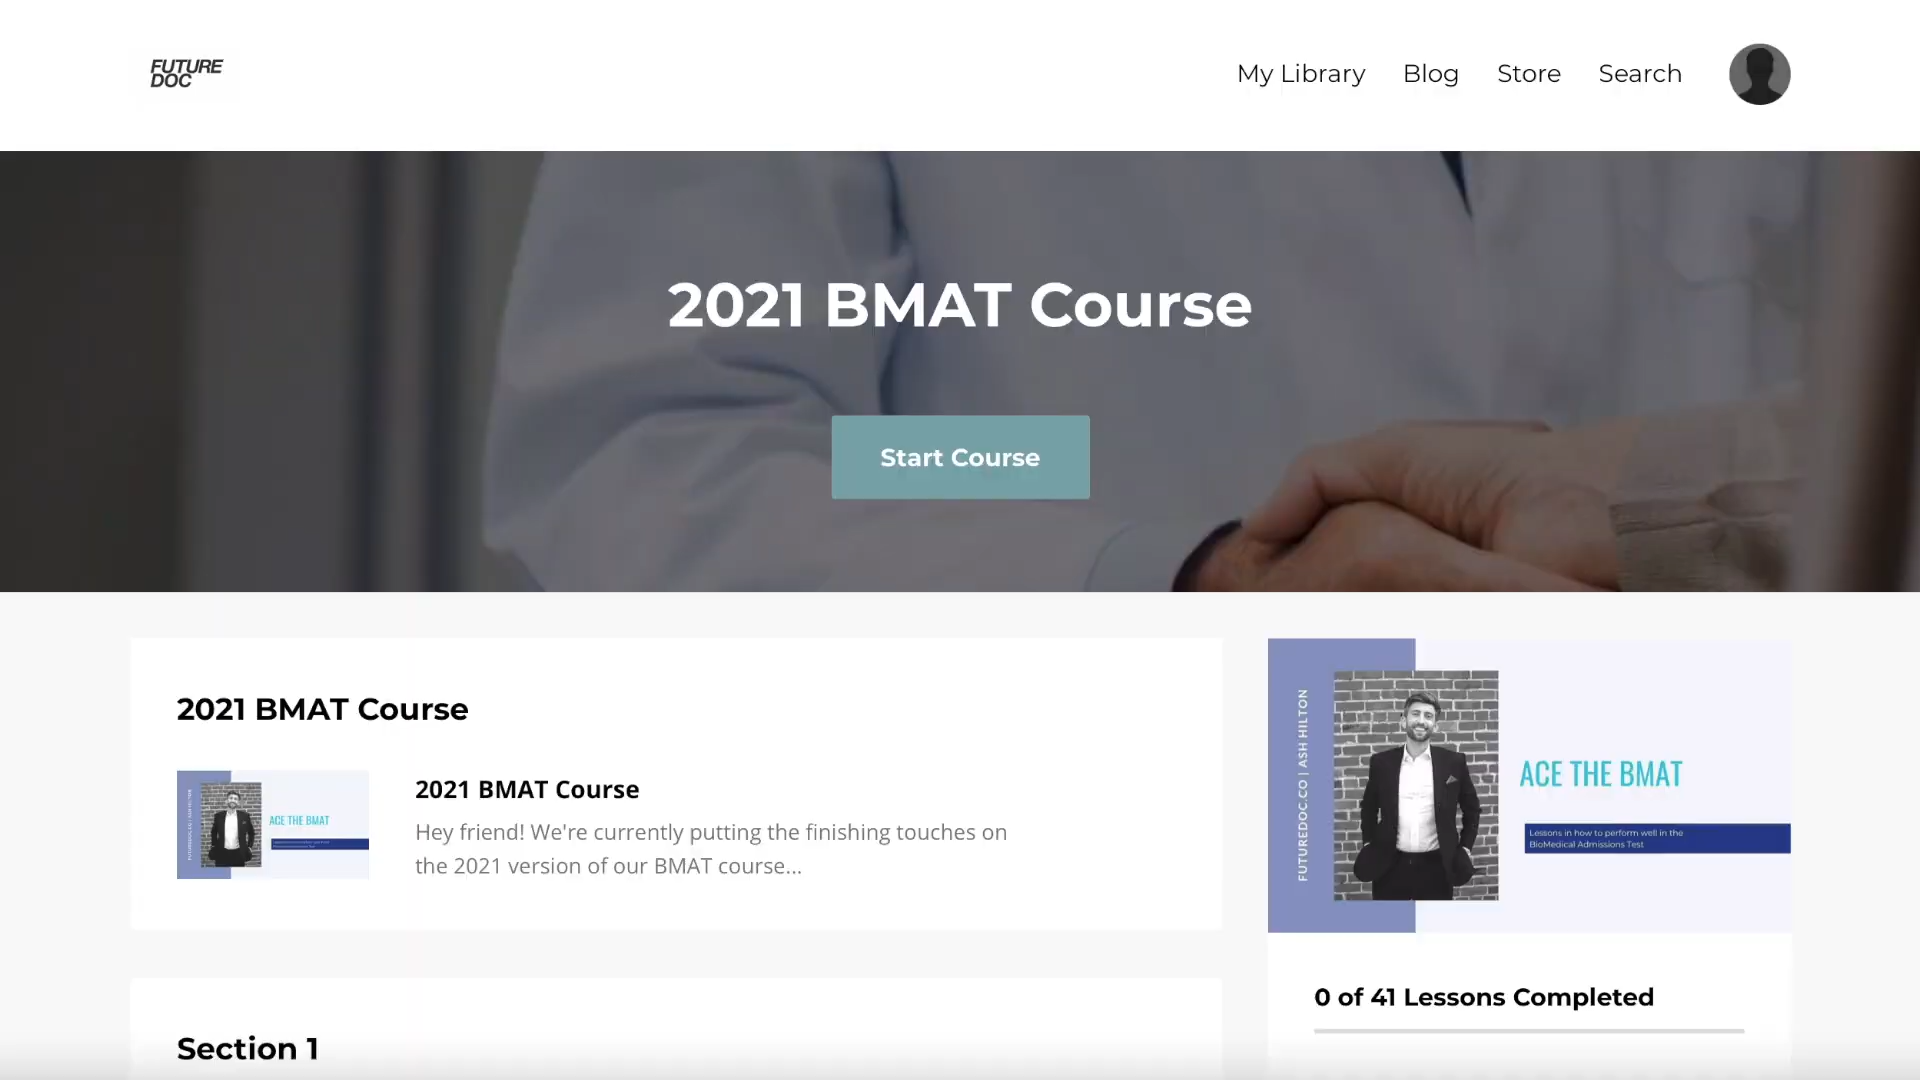 FUTURE
DOC
My Library
Blog
Store
Search
2021 BMAT Course
Start Course
2021 BMAT Course
ACE THE BMAT
2021 BMAT Course
Hey friend! We're currently putting the finishing touches on
the 2021 version of our BMAT course...
FUTUREDOC.CO | ASH HILTON
ACE THE BMAT
Lessons in how to perform well in the
BioMedical Admissions Test
0 of 41 Lessons Completed
Section 1